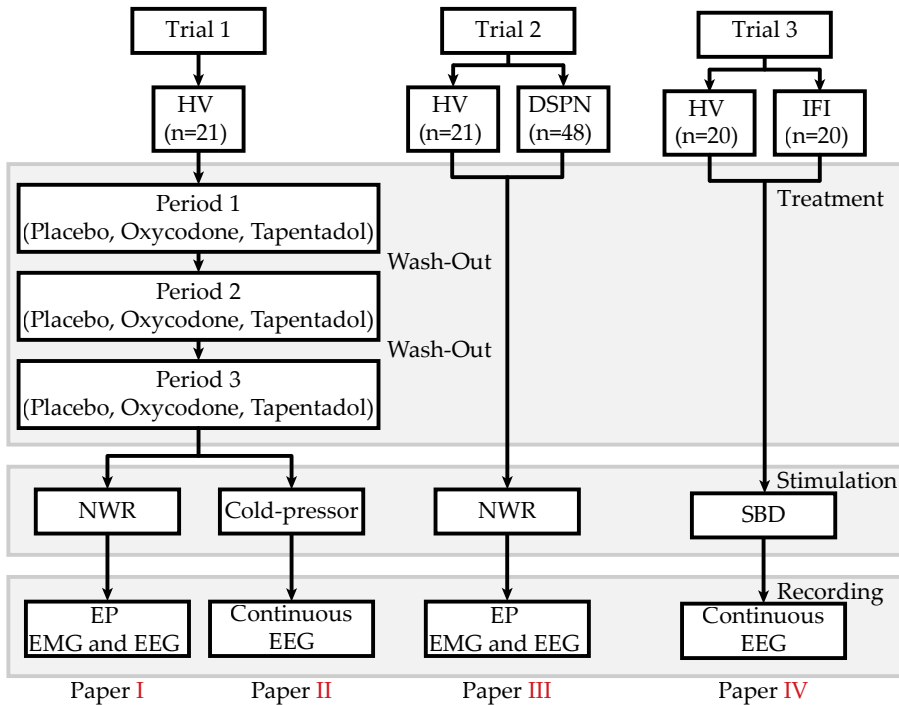 Trial 1
Trial 2
Trial 3
HV
(n=21)
HV
(n=21)
DSPN
(n=48)
HV
(n=20)
IFI
(n=20)
Treatment
Period 1
(Placebo, Oxycodone, Tapentadol)
Wash-Out
Period 2
(Placebo, Oxycodone, Tapentadol)
Wash-Out
Period 3
(Placebo, Oxycodone, Tapentadol)
Stimulation
NWR
Cold-pressor
NWR
SBD
Recording
EP
EMG and EEG
Continuous
EEG
EP
EMG and EEG
Continuous
EEG
Paper I
Paper II
Paper III
Paper IV